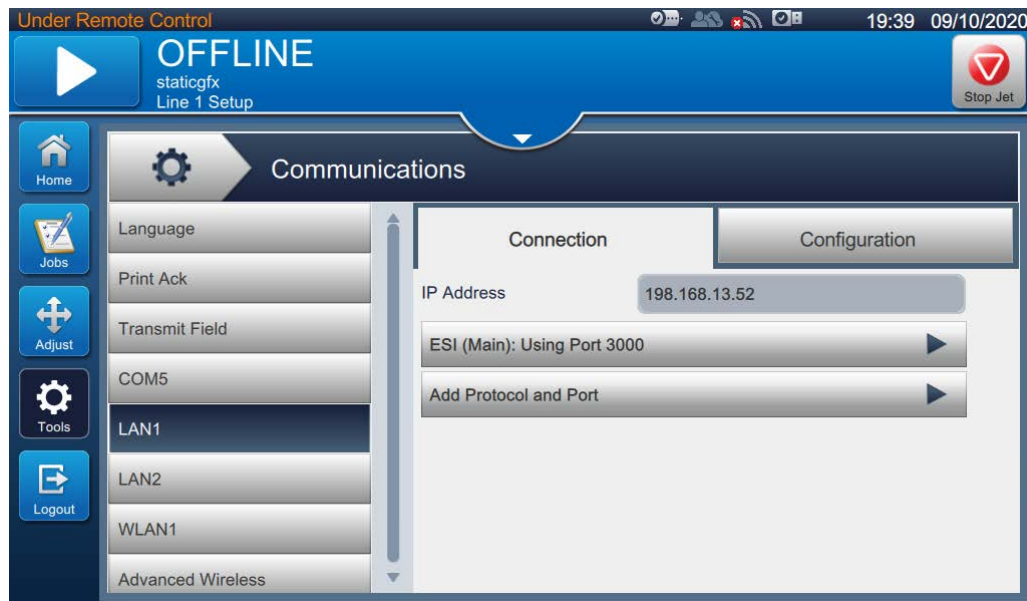 Under Remote Control 19:39 09/10/2020
OFFLINE
staticgfx
Line 1 Setup
Stop Jet
Home
Jobs
Adjust
Tools
Logout
Communications
Language
Print Ack
Transmit Field
COM5
LAN1
LAN2
WLAN1
Advanced Wireless
Connection
Configuration
IP Address 198.168.13.52
ESI (Main): Using Port 3000
Add Protocol and Port